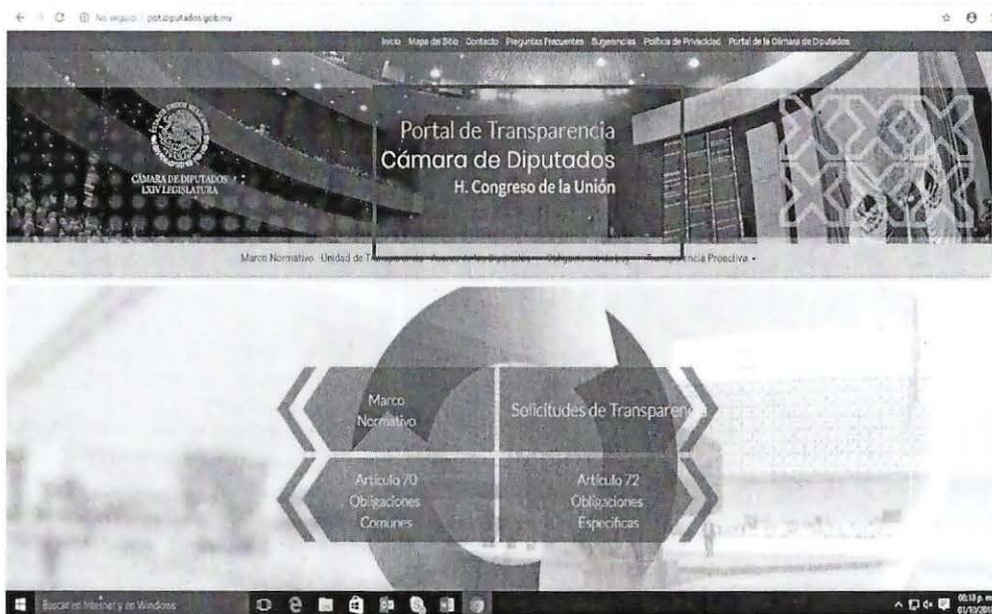 No seguro
pot.diputados.gob.mx
Inicio Mapa del Sitio Contacto Preguntas Frecuentes Sugerencias Política de Privacidad Portal de la Cámara de Diputados
Portal de Transparencia
Cámara de Diputados
H. Congreso de la Unión
CÁMARA DE DIPUTADOS
LXIV LEGISLATURA
Marco Normativo Unidad de Transparencia Proactiva
Marco
Normativo
Solicitudes de Transparencia
Artículo 70
Obligaciones
Comunes
Artículo 72
Obligaciones
Específicas
Buscar en Internet y en Windows
08:18 p.m.